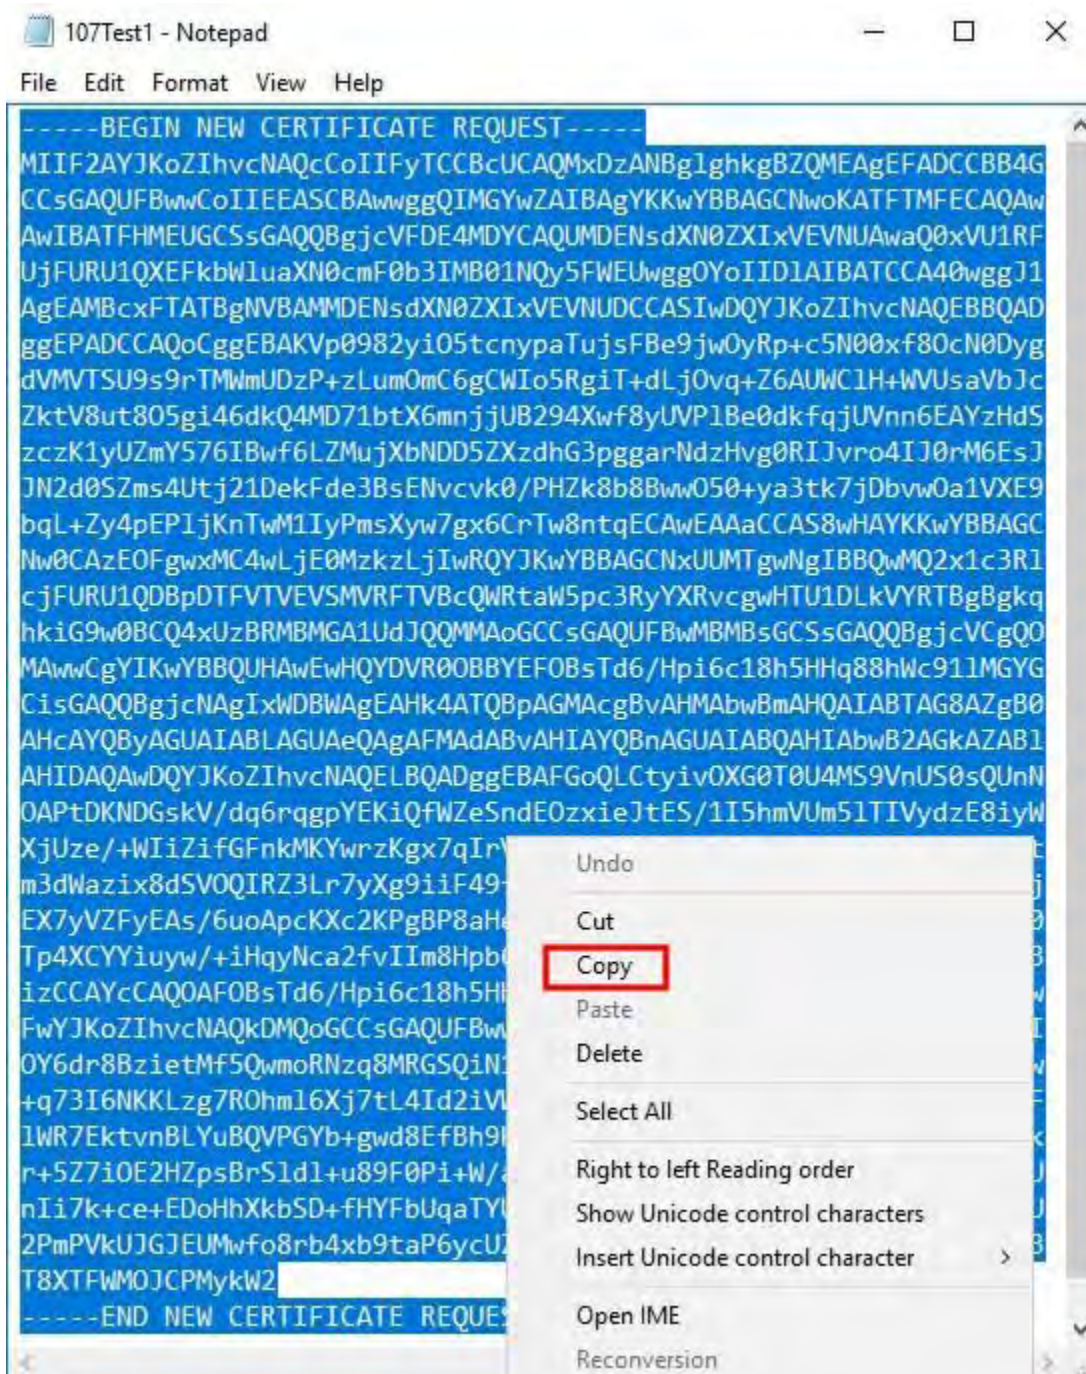 107Test1 - Notepad
File Edit Format View Help
-----BEGIN NEW CERTIFICATE REQUEST-----
MIIF2AYJKoZIhvcNAQcCoIIFyTCCBcUCAQMxDzANBglghkgBZQMEAgEFADCCBB4G
CCsGAQUFBwwCoIIEEASCBAwwggQIMGYwZAIBAgYKKwYBBAGCNwoKATFTMFECAQAw
AwIBATFHMEUGCSsGAQQBgjcVFDE4MDYCAQUMDENsdXN0ZXIxVEVNUAwaQ0xVU1RF
UjFURU1QXEFkbWluaXN0cmF0b3IMB01NQy5FWEUwggOYoIIDlAIBATCCA40wggJ1
AgEAMBcxFTATBgNVBAMMDENsdXN0ZXIxVEVNUDCCASIwDQYJKoZIhvcNAQEBBQAD
ggEPADCCAQoCggEBAKVp0982yiO5tcnypaTujsFBe9jwOyRp+c5N00xf8OcN0Dyg
dVMVTSU9s9rTMWmUDzP+zLumOmC6gCWIo5RgiT+dLjOvq+Z6AUWClH+WVUsaVbJc
ZktV8ut8O5gi46dkQ4MD71btX6mnjjUB294Xwf8yUVPlBe0dkfqjUVnn6EAYzHdS
zczK1yUZmY576IBwf6LZMujXbNDD5ZXzdhG3pggarNdzHvg0RIJvro4IJ0rM6EsJ
JN2d0SZms4Utj21DekFde3BsENvcvk0/PHZk8b8BwwO50+ya3tk7jDbvwOa1VXE9
bqL+Zy4pEPljKnTwM1IyPmsXyw7gx6CrTw8ntqECAwEAAaCCAS8wHAYKKwYBBAGC
Nw0CAzEOFgwxMC4wLjE0MzkzLjIwRQYJKwYBBAGCNxUUMTgwNgIBBQwMQ2x1c3Rl
cjFURU1QDBpDTFVTVEVSMVRFTVBcQWRtaW5pc3RyYXRvcgwHTU1DLkVYRTBgBgkq
hkiG9w0BCQ4xUzBRMBMGA1UdJQQMMAoGCCsGAQUFBwMBMBsGCSsGAQQBgjcVCgQO
MAwwCgYIKwYBBQUHAwEwHQYDVR0OBBYEFOBsTd6/Hpi6c18h5HHq88hWc91lMGYG
CisGAQQBgjcNAgIxWDBWAgEAHk4ATQBpAGMAcgBvAHMAbwBmAHQAIABTAG8AZgB0
AHcAYQByAGUAIABLAGUAeQAgAFMAdABvAHIAYQBnAGUAIABQAHIAbwB2AGkAZABl
AHIDAQAwDQYJKoZIhvcNAQELBQADggEBAFGoQLCtyivOXG0T0U4MS9VnUS0sQUnN
OAPtDKNDGskV/dq6rqgpYEKiQfWZeSndEOzxieJtES/1I5hmVUm5lTIVydzE8iyW
XjUze/+WIiZifGFnkMKYwrzKgx7qIr
m3dWazix8dSVOQIRZ3Lr7yXg9iiF49
EX7yVZFyEAs/6uoApcKXc2KPgBP8aH
Tp4XCYYiuyw/+iHqyNca2fvIIm8Hpb
izCCAYcCAQOAFOBsTd6/Hpi6c18h5H
FwYJKoZIhvcNAQkDMQoGCCsGAQUFBw
OY6dr8BzietMf5QwmoRNzq8MRGSQiN
+q73I6NKKLzg7ROhml6Xj7tL4Id2iV
lWR7EktvnBLYuBQVPGYb+gwd8EfBh9
r+5Z7iOE2HZpsBrSldl+u89F0Pi+W/
nIi7k+ce+EDoHhXkbSD+fHYFbUqaTY
2PmPVkUJGJEUMwfo8rb4xb9taP6ycU
T8XTFWMOJCPMykW2
-----END NEW CERTIFICATE REQUES
Undo
Cut
Copy
Paste
Delete
Select All
Right to left Reading order
Show Unicode control characters
Insert Unicode control character
Open IME
Reconversion